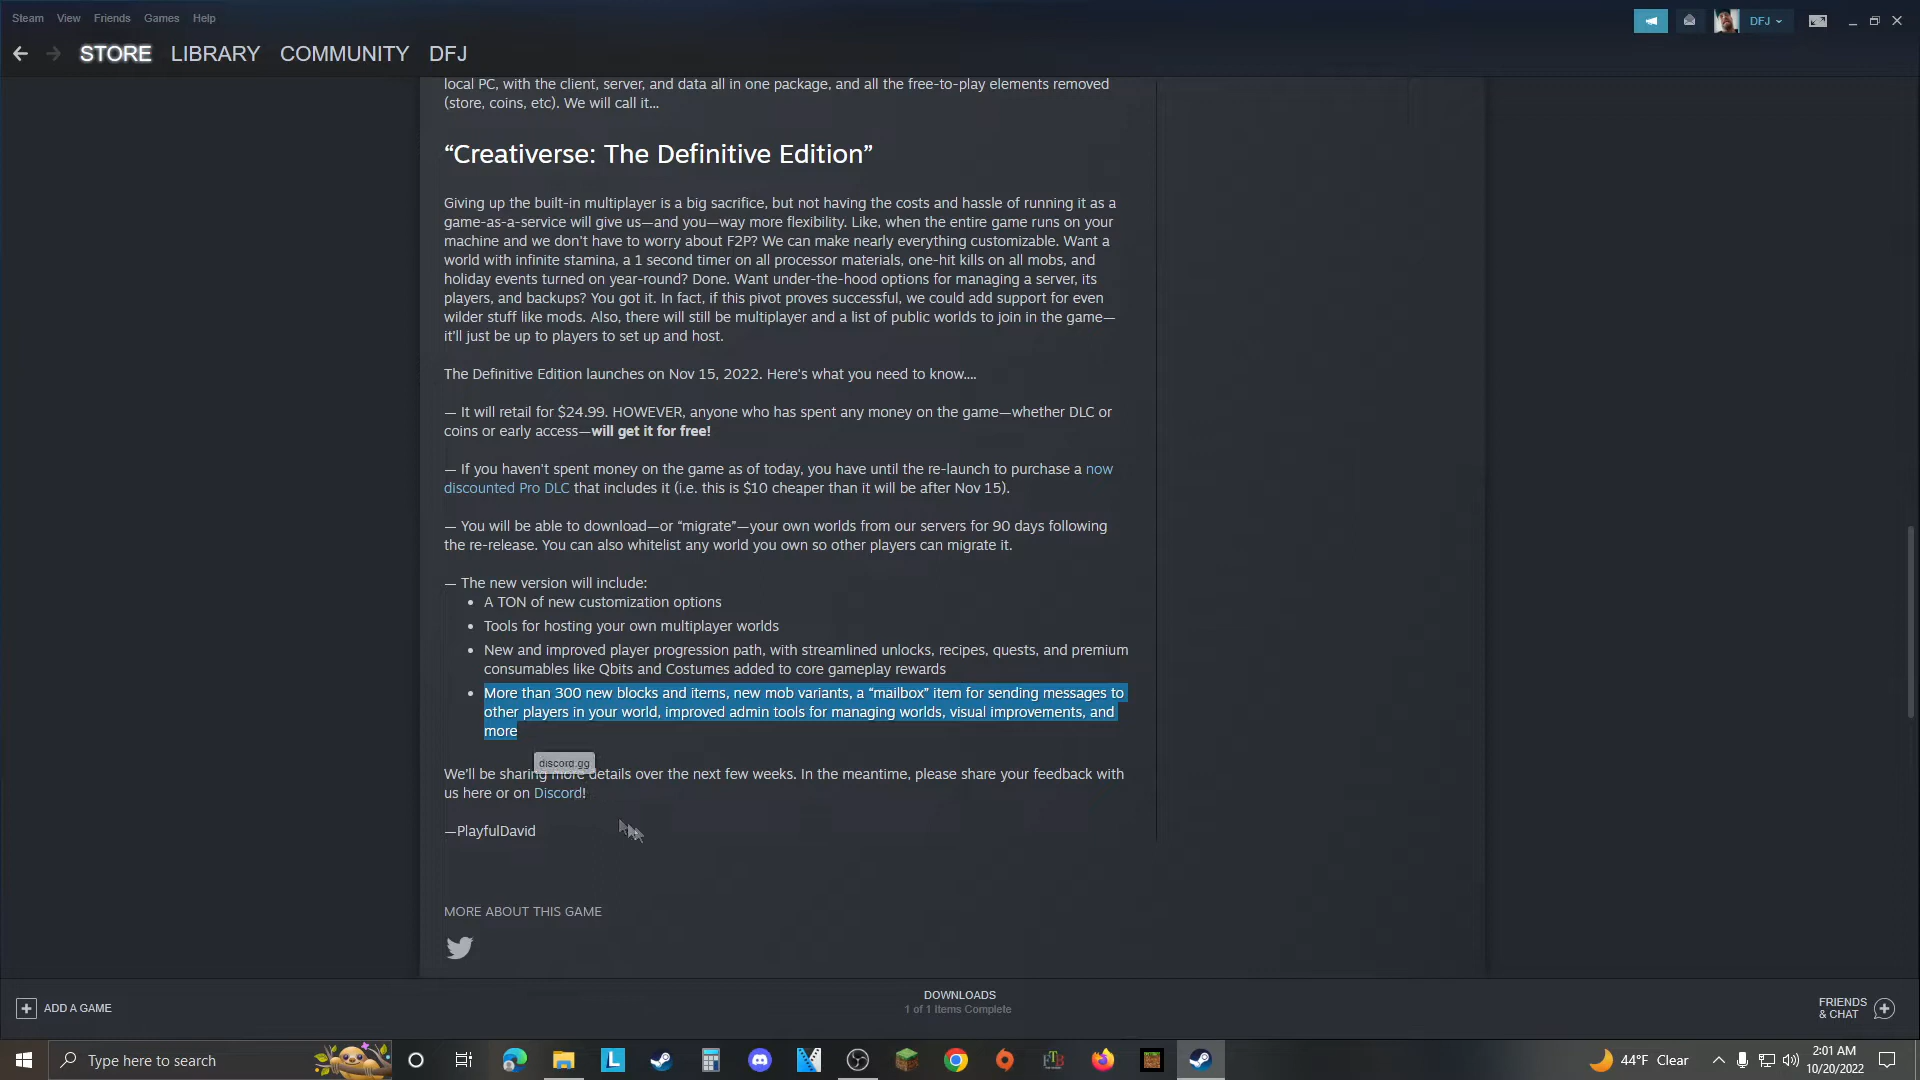 Steam View Friends Games Help
DFJ
STORE LIBRARY COMMUNITY DFJ
local PC, with the client, server, and data all in one package, and all the free-to-play elements removed
(store, coins, etc). We will call it...
“Creativerse: The Definitive Edition”
Giving up the built-in multiplayer is a big sacrifice, but not having the costs and hassle of running it as a
game-as-a-service will give us—and you—way more flexibility. Like, when the entire game runs on your
machine and we don't have to worry about F2P? We can make nearly everything customizable. Want a
world with infinite stamina, a 1 second timer on all processor materials, one-hit kills on all mobs, and
holiday events turned on year-round? Done. Want under-the-hood options for managing a server, its
players, and backups? You got it. In fact, if this pivot proves successful, we could add support for even
wilder stuff like mods. Also, there will still be multiplayer and a list of public worlds to join in the game—
it'll just be up to players to set up and host.
The Definitive Edition launches on Nov 15, 2022. Here's what you need to know....
— It will retail for $24.99. HOWEVER, anyone who has spent any money on the game—whether DLC or
coins or early access—will get it for free!
— If you haven't spent money on the game as of today, you have until the re-launch to purchase a now
discounted Pro DLC that includes it (i.e. this is $10 cheaper than it will be after Nov 15).
— You will be able to download—or “migrate”—your own worlds from our servers for 90 days following
the re-release. You can also whitelist any world you own so other players can migrate it.
— The new version will include:
• A TON of new customization options
• Tools for hosting your own multiplayer worlds
• New and improved player progression path, with streamlined unlocks, recipes, quests, and premium
consumables like Qbits and Costumes added to core gameplay rewards
• More than 300 new blocks and items, new mob variants, a “mailbox” item for sending messages to
other players in your world, improved admin tools for managing worlds, visual improvements, and
more
discord.gg
We'll be sharing more details over the next few weeks. In the meantime, please share your feedback with
us here or on Discord!
—PlayfulDavid
MORE ABOUT THIS GAME
DOWNLOADS
1 of 1 Items Complete
ADD A GAME
FRIENDS
& CHAT
Type here to search
44°F Clear
2:01 AM
10/20/2022